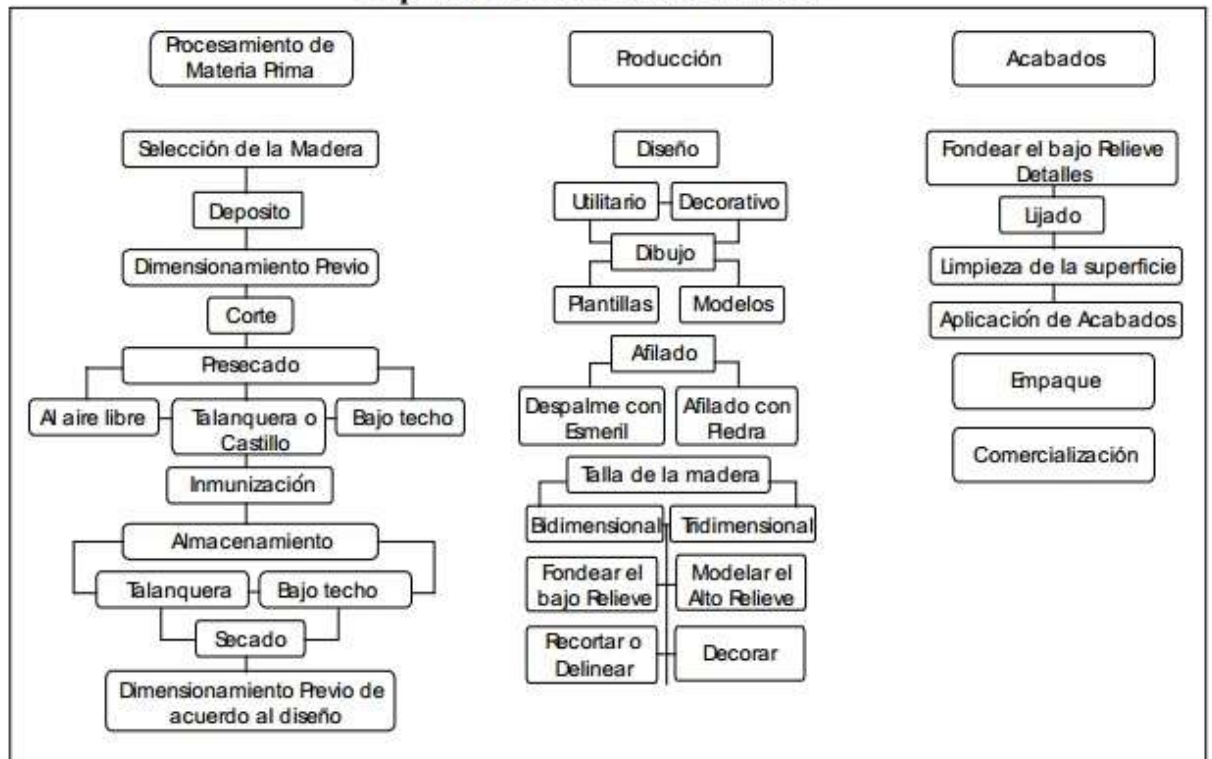 Procesamiento de
Materia Prima
Selección de la Madera
Deposito
Dimensionamiento Previo
Corte
Presecado
Al aire libre
Talanquera o
Castillo
Bajo techo
Inmunización
Almacenamiento
Talanquera
Bajo techo
Secado
Dimensionamiento Previo de
acuerdo al diseño
Producción
Diseño
Utilitario
Decorativo
Dibujo
Plantillas
Modelos
Afilado
Despalme con
Esmeril
Afilado con
Piedra
Talla de la madera
Bidimensional
Tridimensional
Fondear el
bajo Relieve
Modelar el
Alto Relieve
Recortar o
Delinear
Decorar
Acabados
Fondear el bajo Relieve
Detalles
Lijado
Limpieza de la superficie
Aplicación de Acabados
Empaque
Comercialización